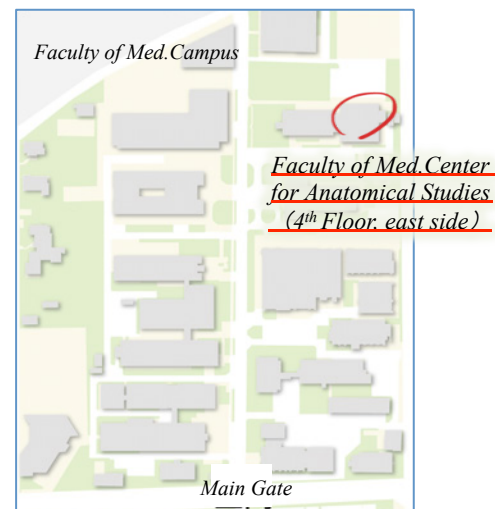 Faculty of Med.Campus
Faculty of Med.Center
for Anatomical Studies
（4th Floor. east side）
Main Gate